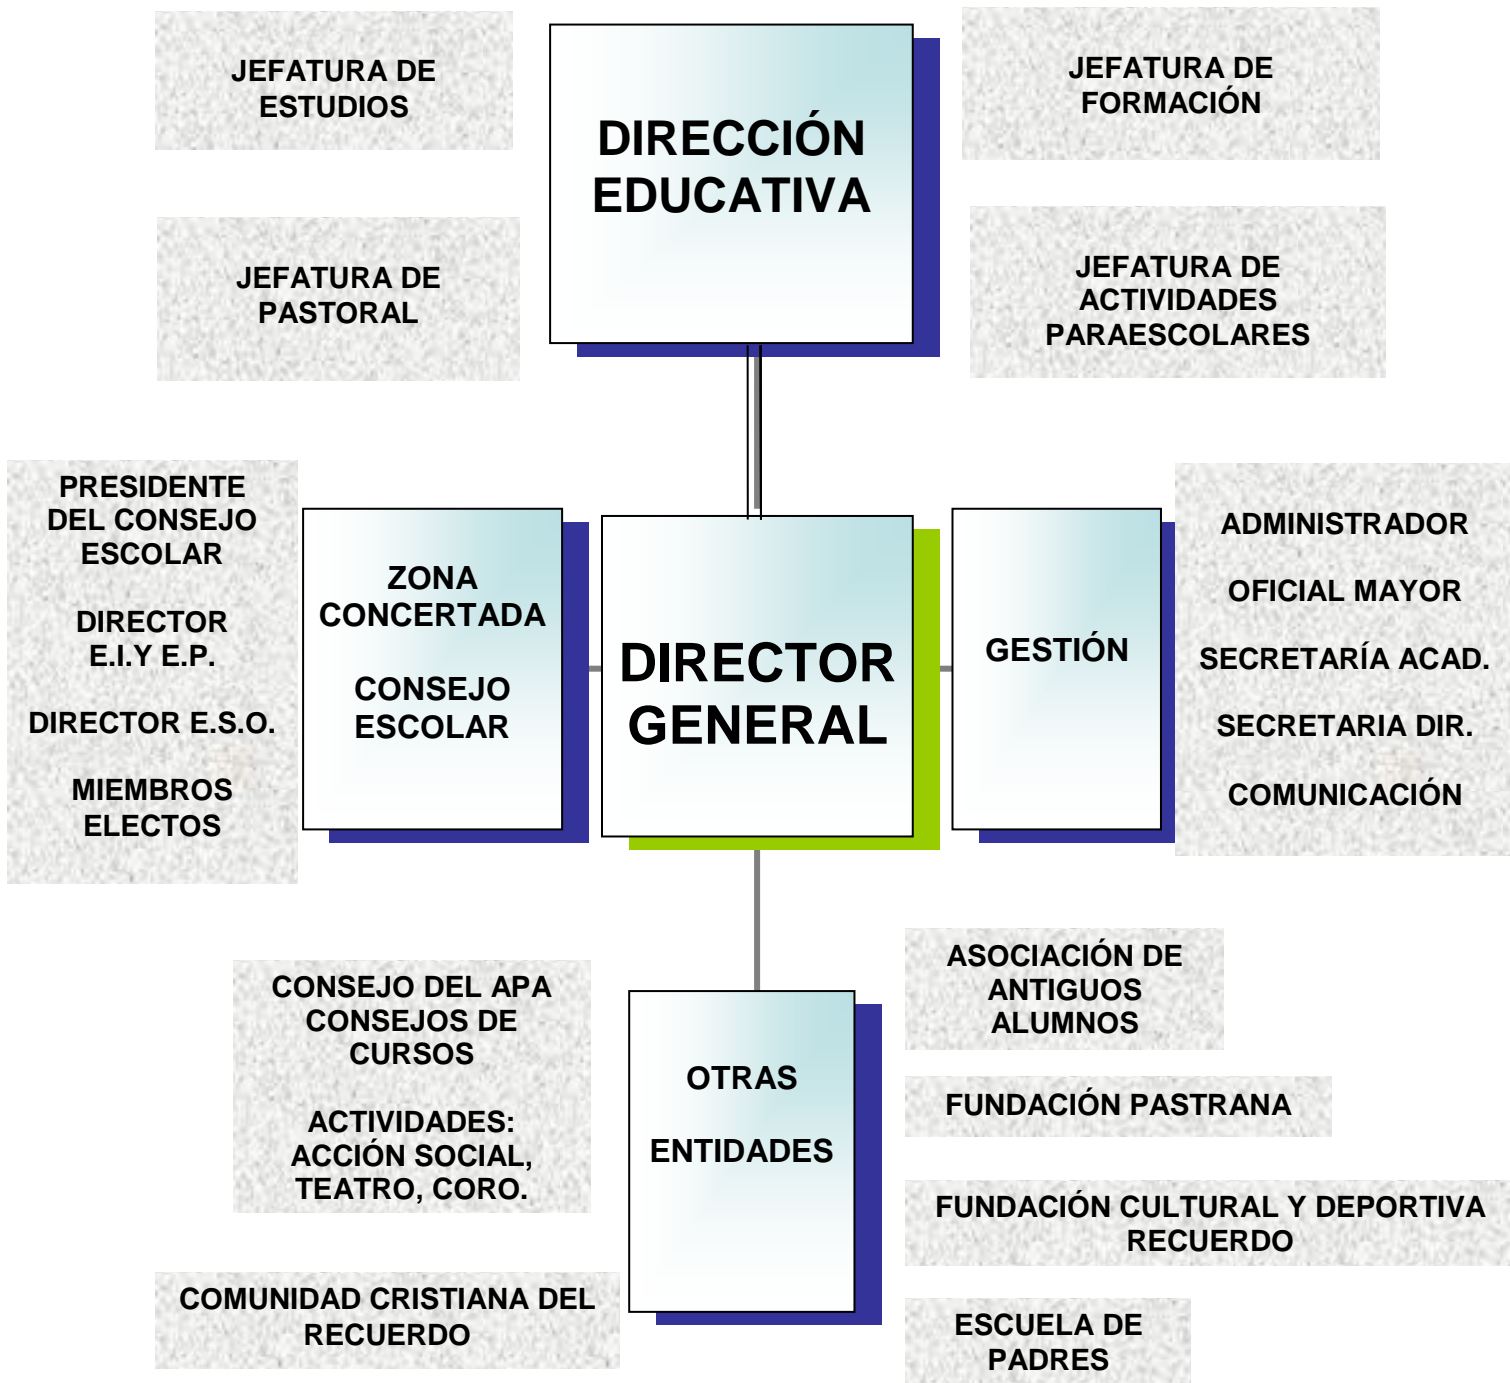 JEFATURA DE
ESTUDIOS
DIRECCIÓN
EDUCATIVA
JEFATURA DE
FORMACIÓN
JEFATURA DE
PASTORAL
JEFATURA DE
ACTIVIDADES
PARAESCOLARES
PRESIDENTE
DEL CONSEJO
ESCOLAR
DIRECTOR
E.I.Y E.P.
DIRECTOR E.S.O.
MIEMBROS
ELECTOS
ZONA
CONCERTADA
CONSEJO
ESCOLAR
DIRECTOR
GENERAL
GESTIÓN
ADMINISTRADOR
OFICIAL MAYOR
SECRETARÍA ACAD.
SECRETARIA DIR.
COMUNICACIÓN
CONSEJO DEL APA
CONSEJOS DE
CURSOS
ACTIVIDADES:
ACCIÓN SOCIAL,
TEATRO, CORO.
COMUNIDAD CRISTIANA DEL
RECUERDO
OTRAS
ENTIDADES
ASOCIACIÓN DE
ANTIGUOS
ALUMNOS
FUNDACIÓN PASTRANA
FUNDACIÓN CULTURAL Y DEPORTIVA
RECUERDO
ESCUELA DE
PADRES